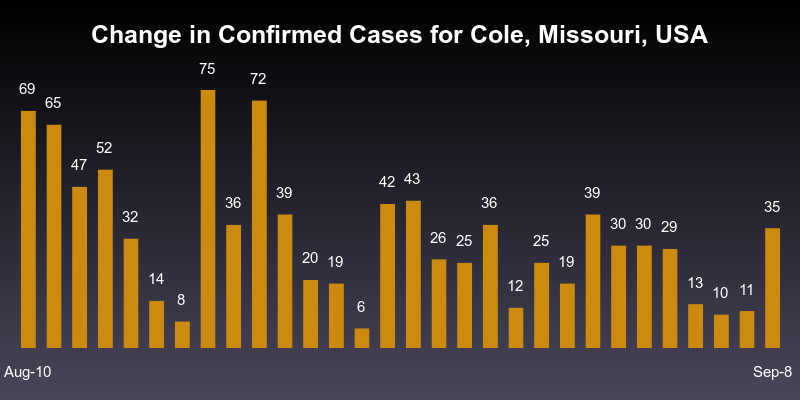 Change in Confirmed Cases for Cole, Missouri, USA
69 65 47 52 32 14 8 75 36 72 39 20 19 6 42 43 26 25 36 12 25 19 39 30 30 29 13 10 11 35
Aug-10 Sep-8